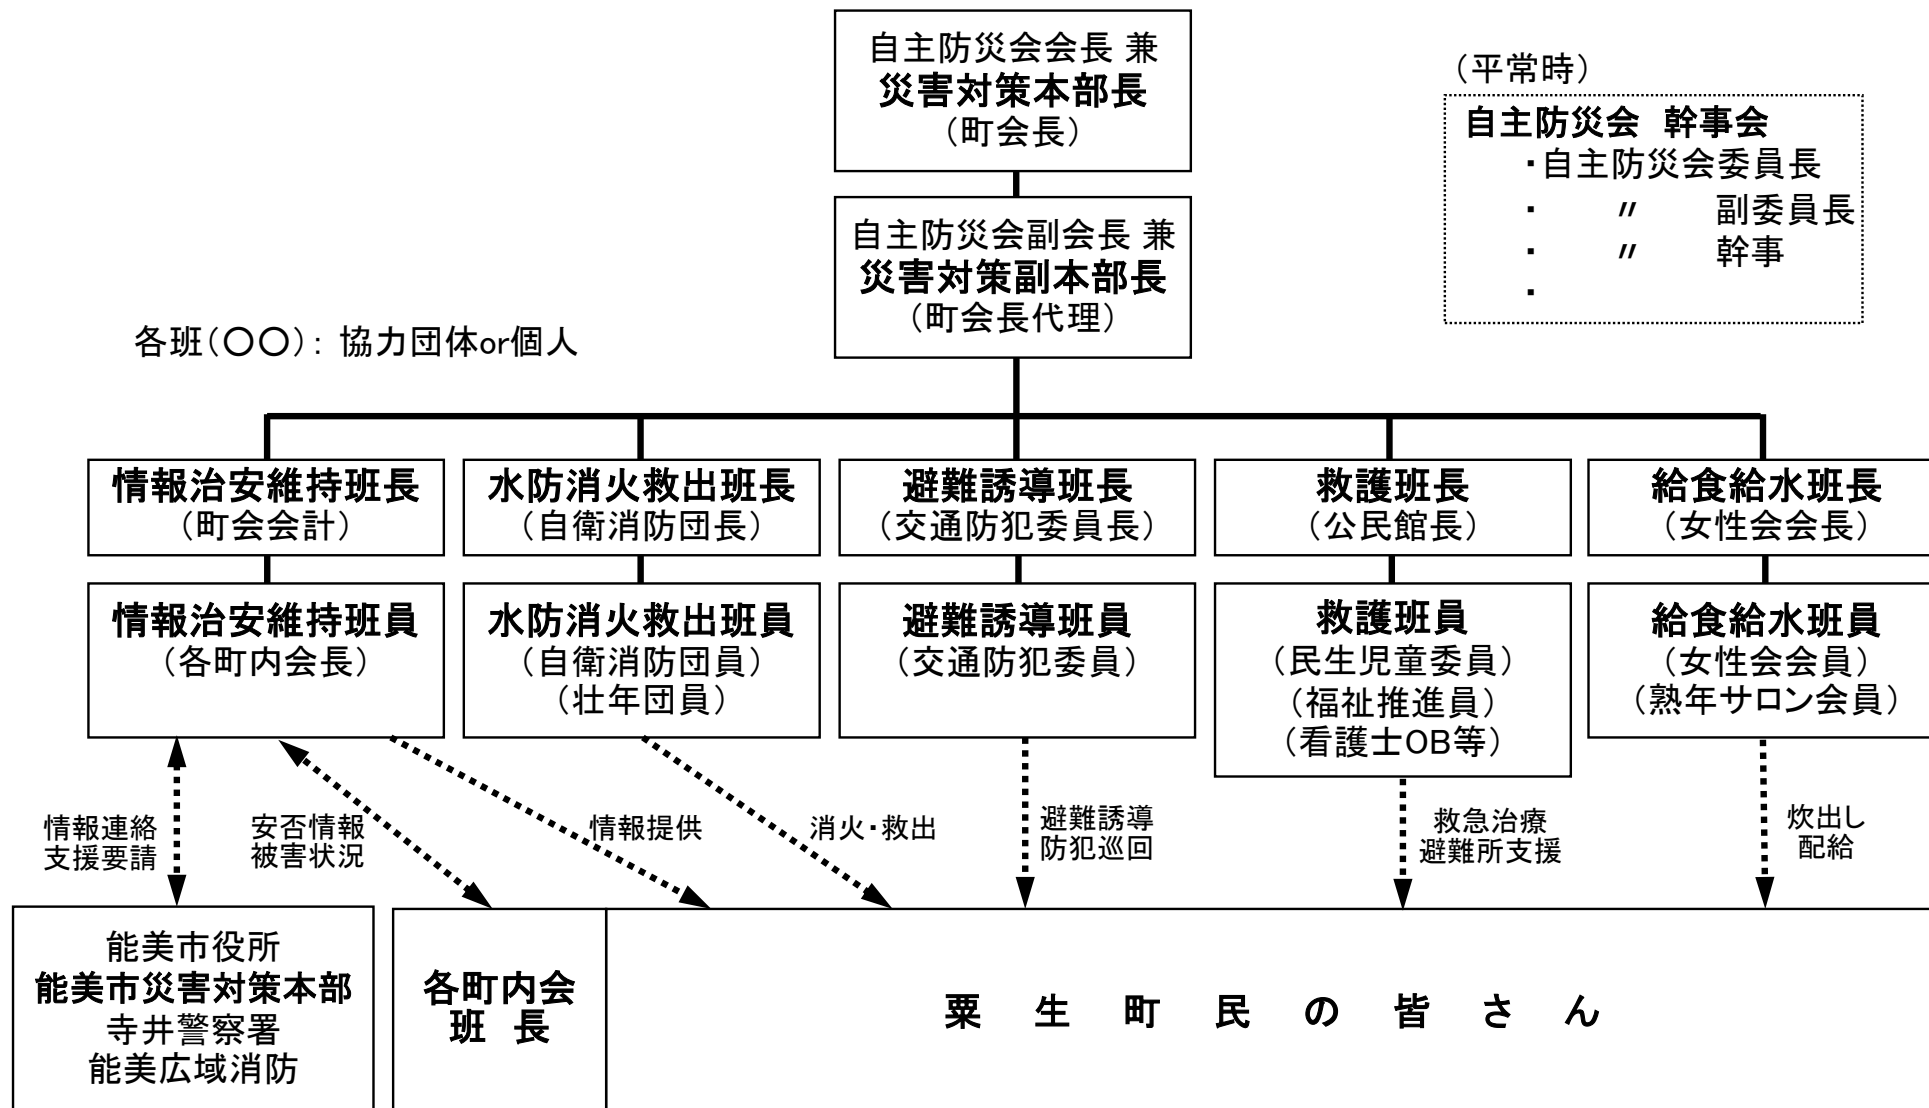 自主防災会会長 兼
災害対策本部長
（町会長）
（平常時）
自主防災会 幹事会
・自主防災会委員長
・ 〃 副委員長
・ 〃 幹事
・
自主防災会副会長 兼
災害対策副本部長
（町会長代理）
各班（〇〇）： 協力団体or個人
情報治安維持班長
（町会会計）
水防消火救出班長
（自衛消防団長）
避難誘導班長
（交通防犯委員長）
救護班長
（公民館長）
給食給水班長
（女性会会長）
情報治安維持班員
（各町内会長）
水防消火救出班員
（自衛消防団員）
（壮年団員）
避難誘導班員
（交通防犯委員）
救護班員
（民生児童委員）
（福祉推進員）
（看護士OB等）
給食給水班員
（女性会会員）
（熟年サロン会員）
情報連絡
支援要請
安否情報
被害状況
情報提供
消火・救出
避難誘導
防犯巡回
救急治療
避難所支援
炊出し
配給
能美市役所
能美市災害対策本部
寺井警察署
能美広域消防
各町内会
班 長
粟 生 町 民 の 皆 さ ん